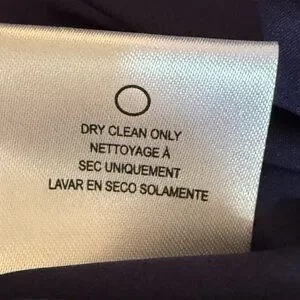 DRY CLEAN ONLY
NETTOYAGE À
SEC UNIQUEMENT
LAVAR EN SECO SOLAMENTE